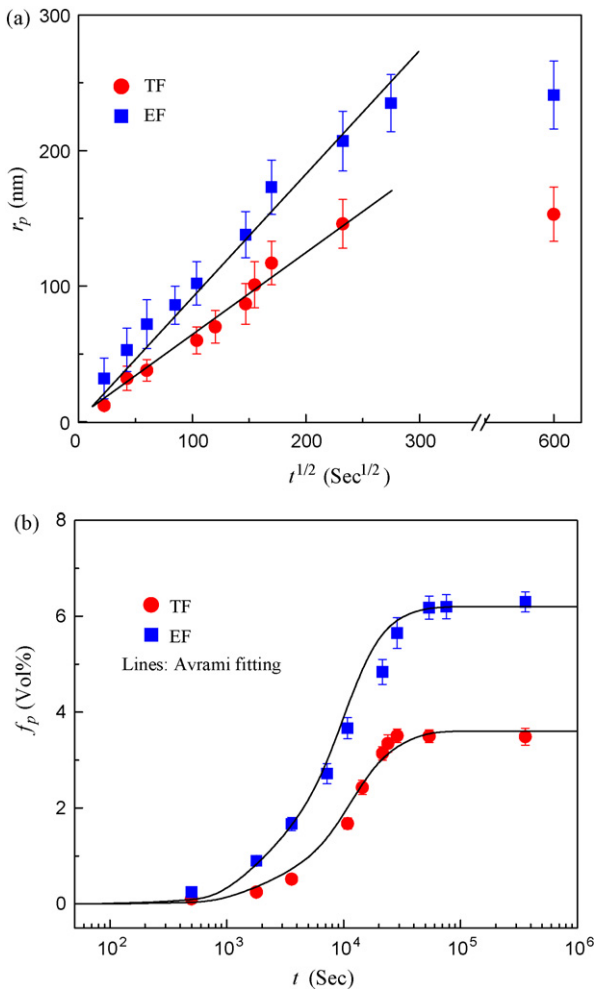 (a)
300
200
100
0
r_p (nm)
TF
EF
0 100 200 300 600
t^{1/2} (Sec^{1/2})
(b)
8
6
4
2
0
f_p (Vol%)
TF
EF
Lines: Avrami fitting
10^2 10^3 10^4 10^5 10^6
t (Sec)